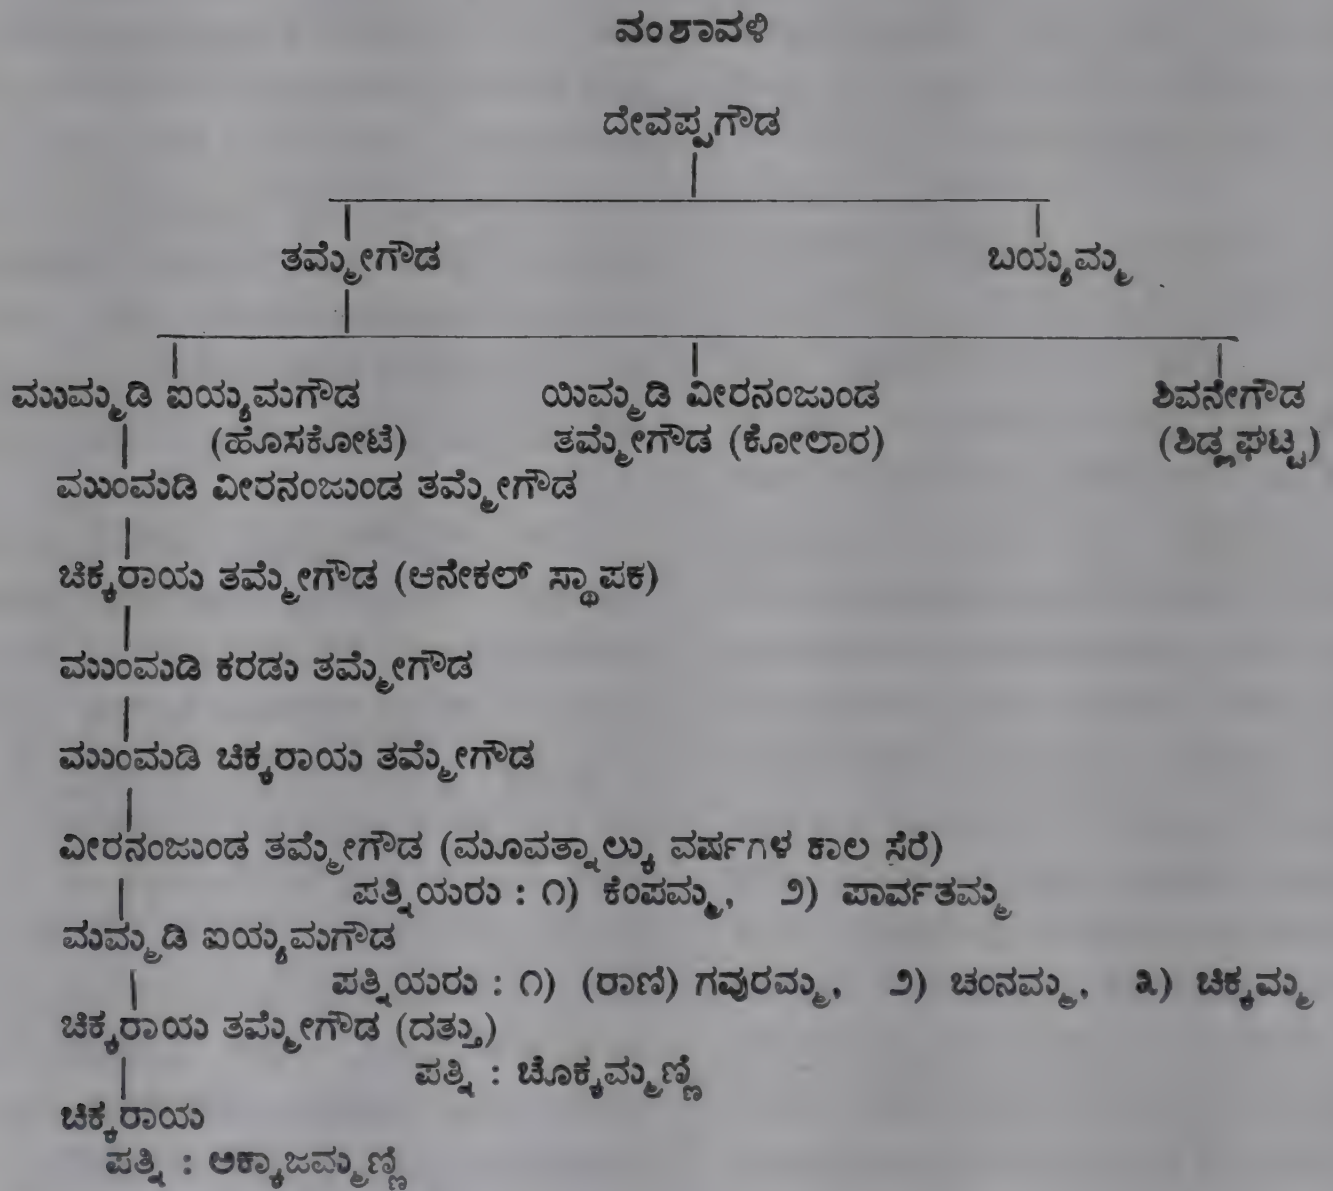 ವಂಶಾವಳಿ
ದೇವಪ್ಪಗೌಡ
ತಮ್ಮೇಗೌಡ ಬಯ್ಯಮ್ಮ
ಮುಮ್ಮಡಿ ಐಯ್ಯಮಗೌಡ ಯಿಮ್ಮಡಿ ವೀರನಂಜುಂಡ ಶಿವನೇಗೌಡ
(ಹೊಸಕೋಟೆ) ತಮ್ಮೇಗೌಡ (ಕೋಲಾರ) (ಶಿಡ್ಲಘಟ್ಟ)
ಮುಂಮಡಿ ವೀರನಂಜುಂಡ ತಮ್ಮೇಗೌಡ
ಚಿಕ್ಕರಾಯ ತಮ್ಮೇಗೌಡ (ಆನೇಕಲ್ ಸ್ಥಾಪಕ)
ಮುಂಮಡಿ ಕರಡು ತಮ್ಮೇಗೌಡ
ಮುಂಮಡಿ ಚಿಕ್ಕರಾಯ ತಮ್ಮೇಗೌಡ
ವೀರನಂಜುಂಡ ತಮ್ಮೇಗೌಡ (ಮೂವತ್ನಾಲ್ಕು ವರ್ಷಗಳ ಕಾಲ ಸೆರೆ)
ಪತ್ನಿಯರು : ೧) ಕೆಂಪಮ್ಮ, ೨) ಪಾರ್ವತಮ್ಮ
ಮಮ್ಮಡಿ ಐಯ್ಯಮಗೌಡ
ಪತ್ನಿಯರು : ೧) (ರಾಣಿ) ಗವುರಮ್ಮ, ೨) ಚಂನಮ್ಮ, ೩) ಚಿಕ್ಕಮ್ಮ
ಚಿಕ್ಕರಾಯ ತಮ್ಮೇಗೌಡ (ದತ್ತು)
ಪತ್ನಿ : ಚೊಕ್ಕಮ್ಮಣ್ಣಿ
ಚಿಕ್ಕರಾಯ
ಪತ್ನಿ : ಅಕ್ಕಾಜಮ್ಮಣ್ಣಿ